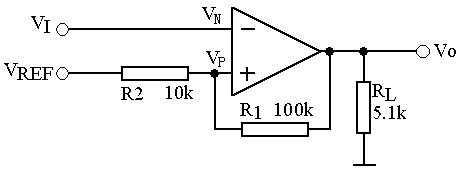 VI VN − Vo
VREF VP +
R2 10k R1 100k RL
5.1k